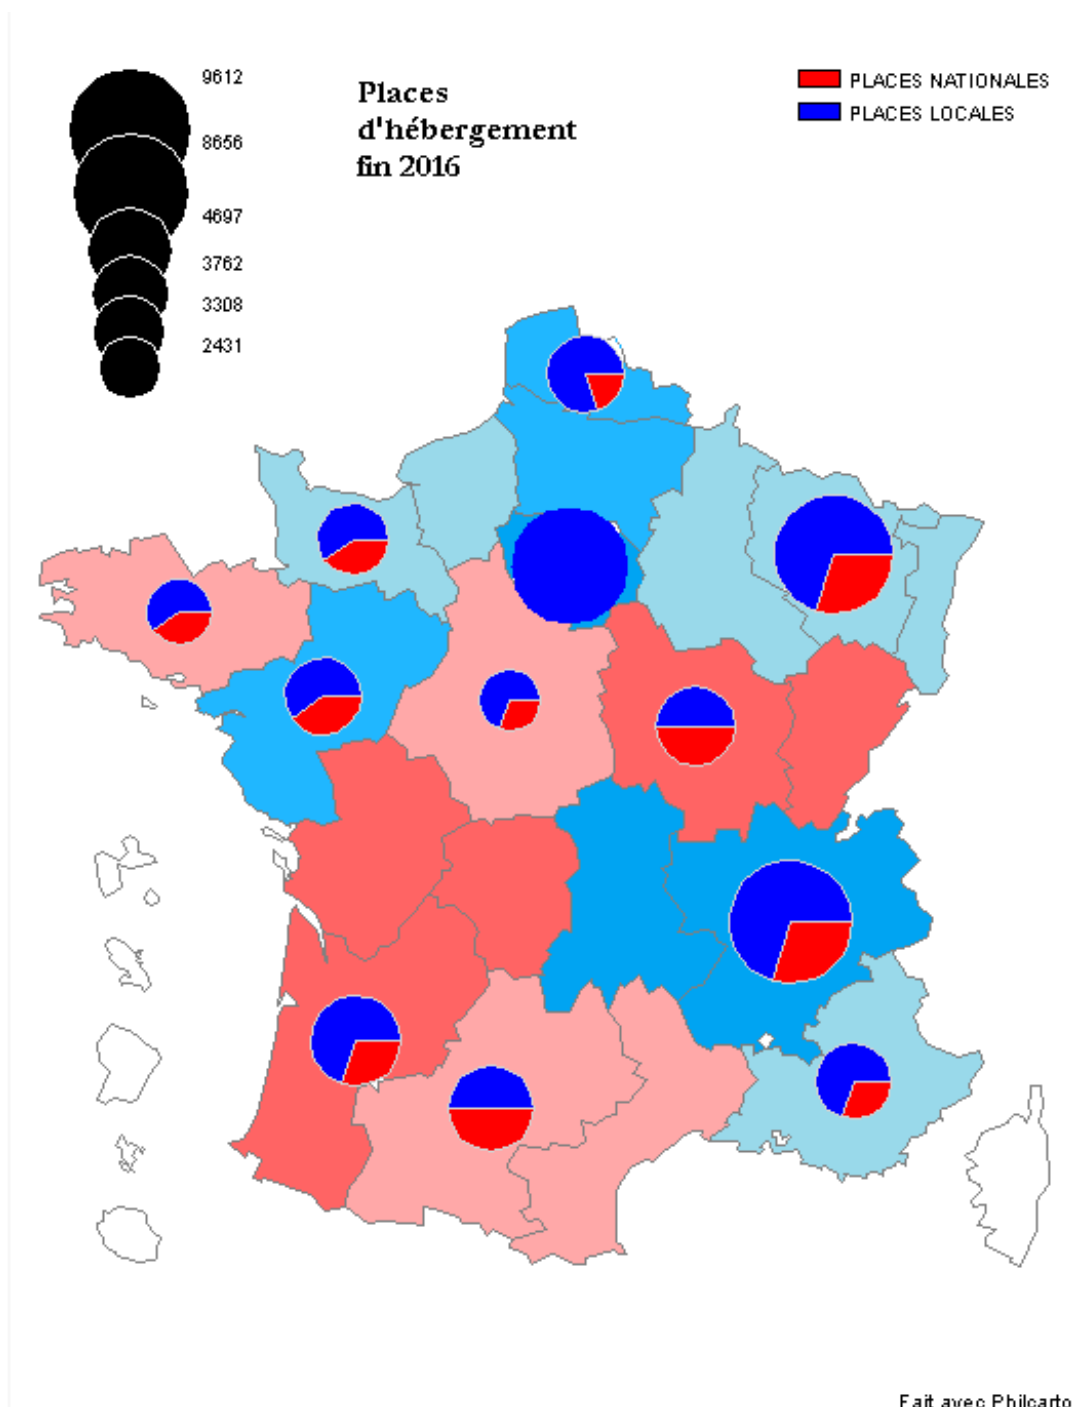 9612
8656
4697
3762
3308
2431
Places
d'hébergement
fin 2016
PLACES NATIONALES
PLACES LOCALES
Fait avec Philcarto